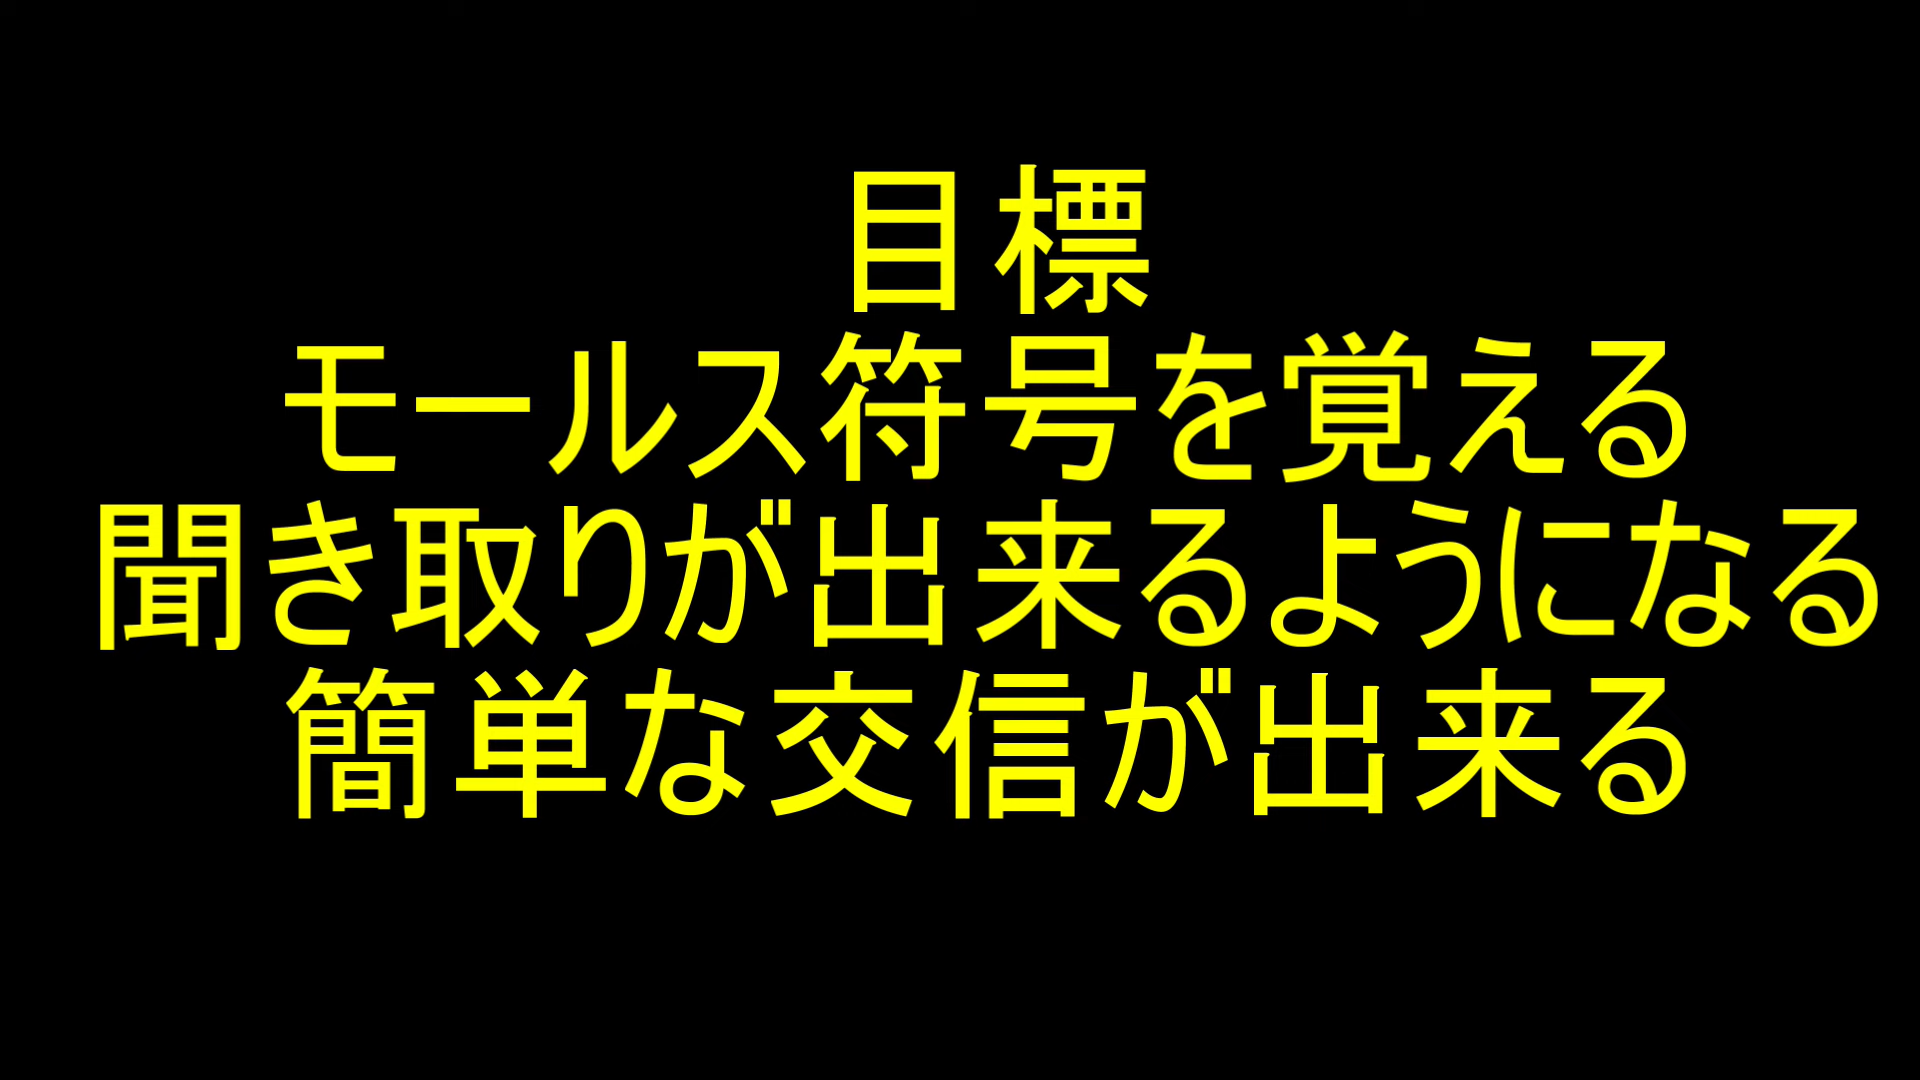 目標
モールス符号を覚える
聞き取りが出来るようになる
簡単な交信が出来る